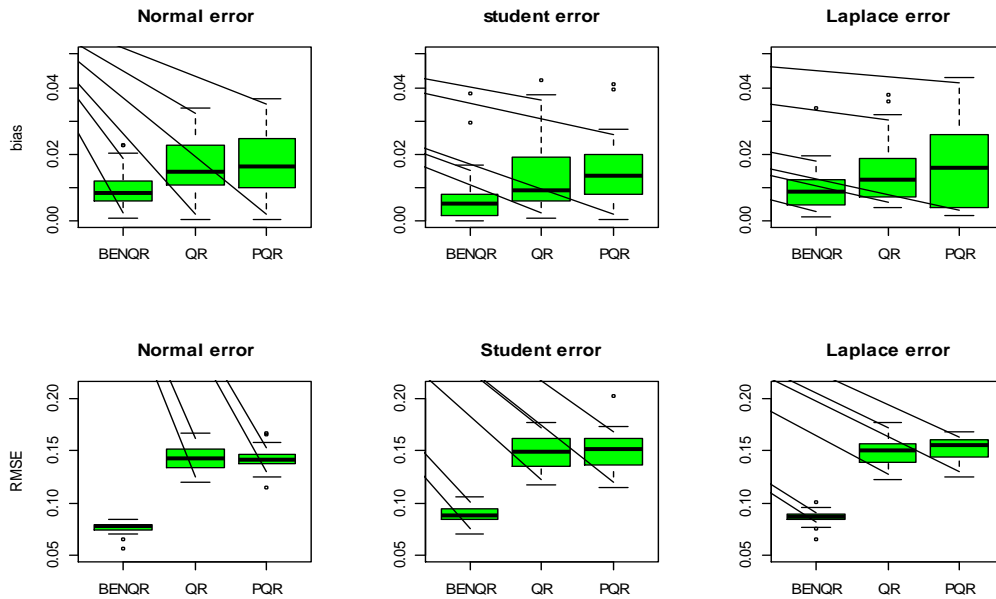 Normal error
student error
Laplace error
bias
0.00 0.02 0.04
0.00 0.02 0.04
0.00 0.02 0.04
BENQR QR PQR
BENQR QR PQR
BENQR QR PQR
Normal error
Student error
Laplace error
RMSE
0.05 0.10 0.15 0.20
0.05 0.10 0.15 0.20
0.05 0.10 0.15 0.20
BENQR QR PQR
BENQR QR PQR
BENQR QR PQR